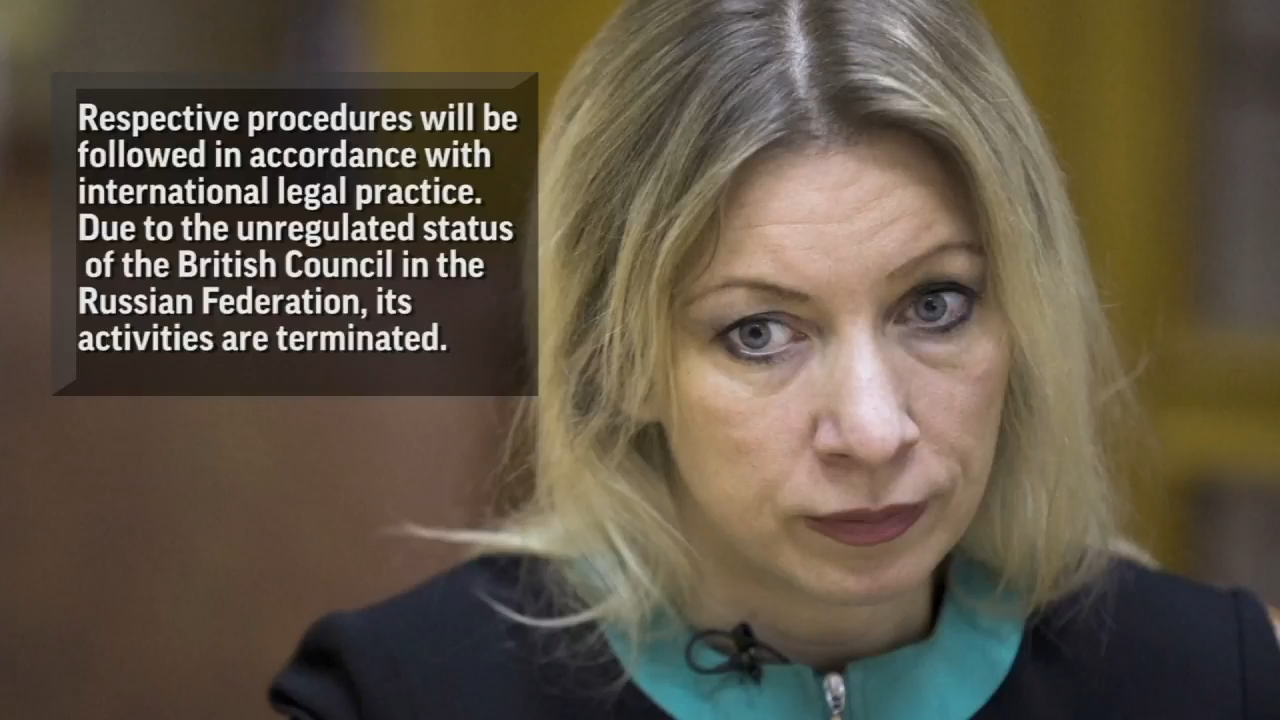 Respective procedures will be
followed in accordance with
international legal practice.
Due to the unregulated status
of the British Council in the
Russian Federation, its
activities are terminated.